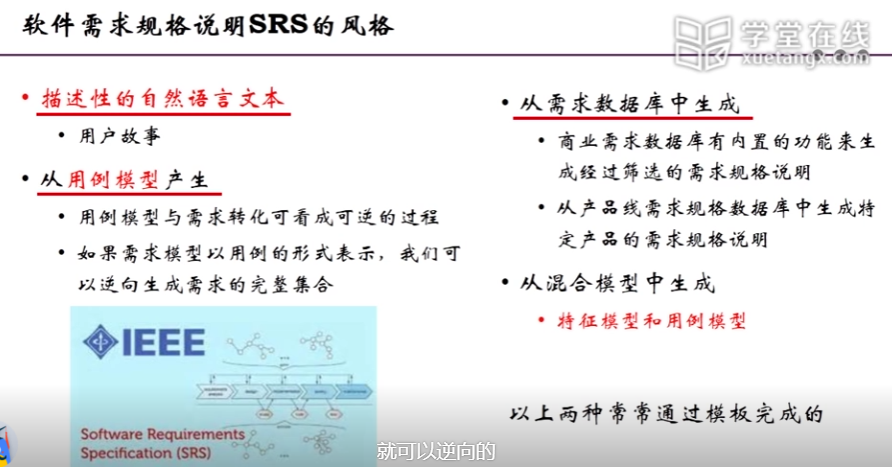 软件需求规格说明SRS的风格
学堂在线
xuetangx.com
• 描述性的自然语言文本
• 用户故事
• 从用例模型产生
• 用例模型与需求转化可看成可逆的过程
• 如果需求模型以用例的形式表示，我们可
以逆向生成需求的完整集合
IEEE
Software Requirements
Specification (SRS)
• 从需求数据库中生成
• 商业需求数据库有内置的功能来生
成经过筛选的需求规格说明
• 从产品线需求规格数据库中生成特
定产品的需求规格说明
• 从混合模型中生成
• 特征模型和用例模型
以上两种常常通过模板完成的
就可以逆向的